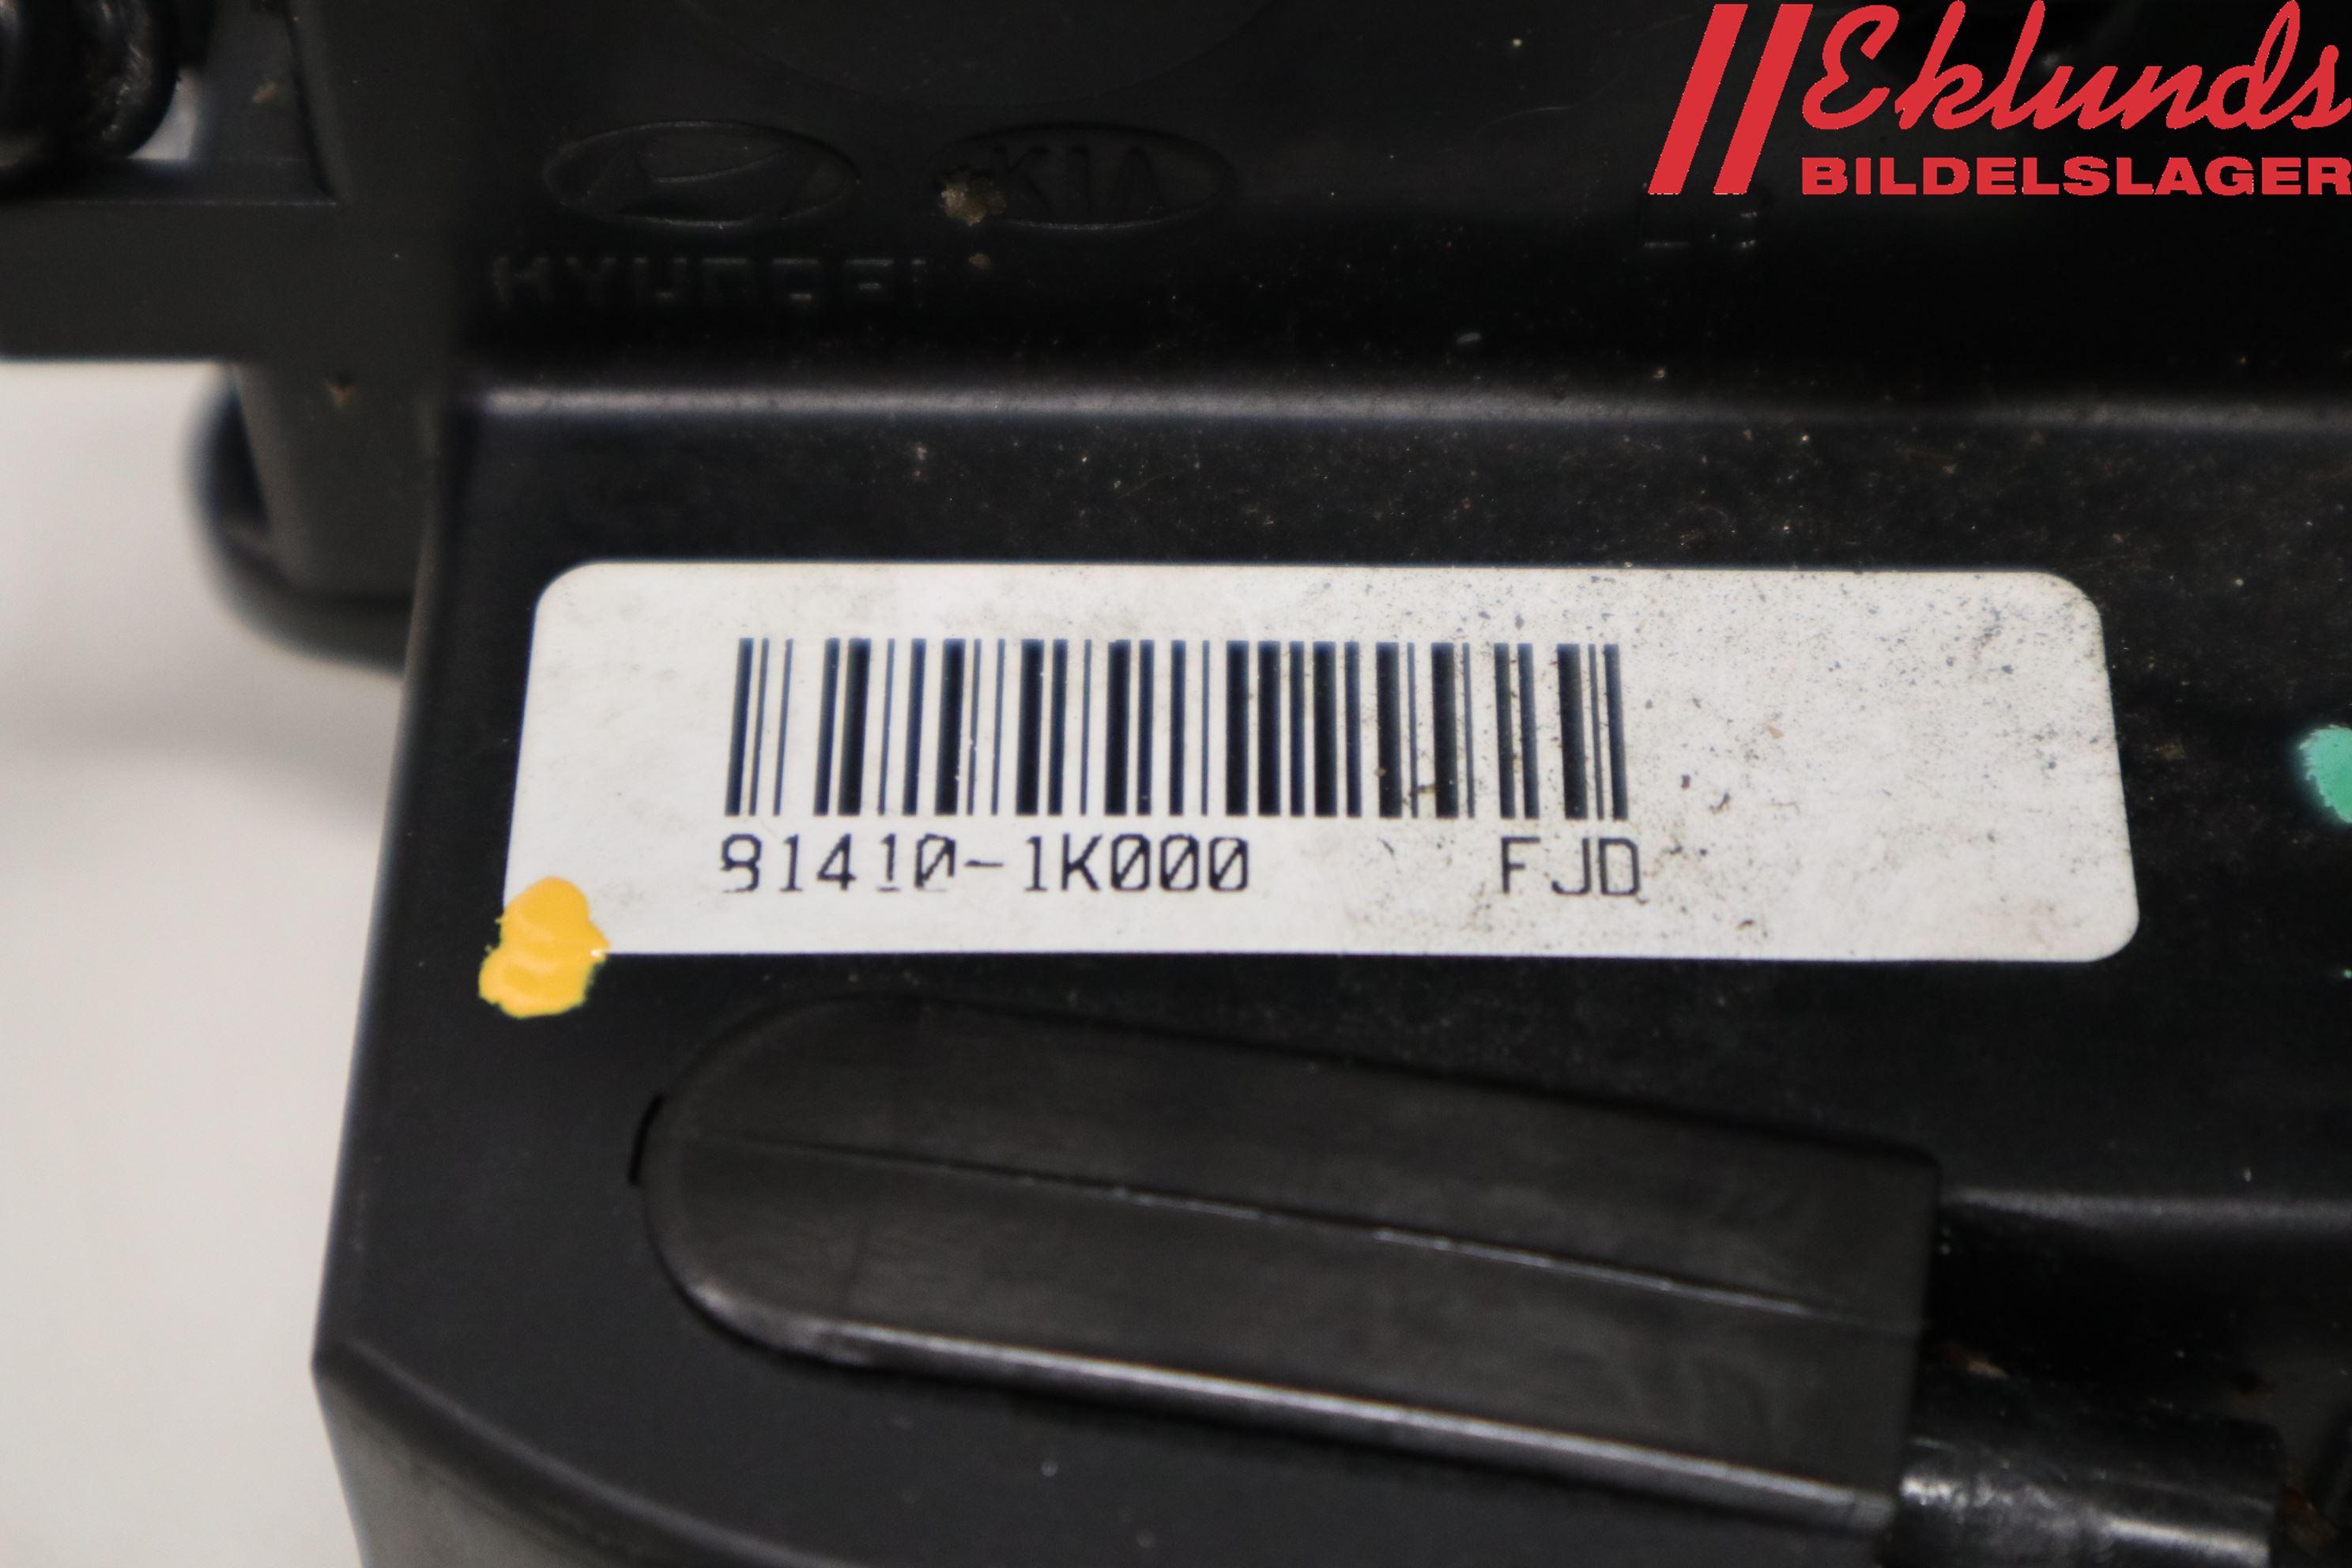 Eklunds
BILDELSLAGER
KIA
HYUNDAI
81410-1K000 FJD